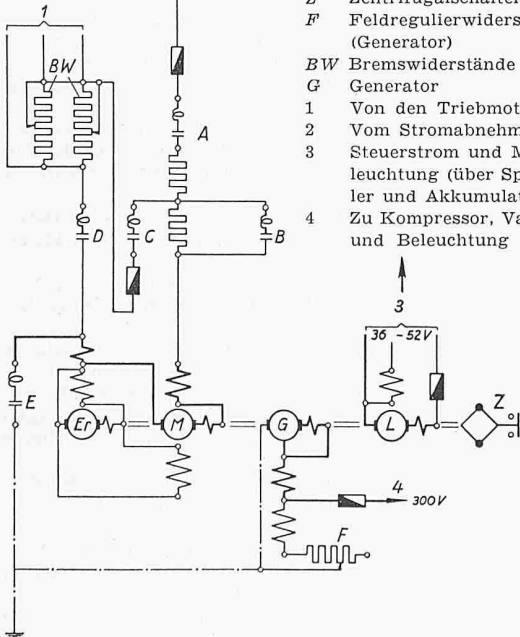 Z
F Feldregulierwiders
(Generator)
BW Bremswiderstände
G Generator
1 Von den Triebmot
2 Vom Stromabnehm
3 Steuerstrom und M
leuchtung (über Sp
ler und Akkumulat
4 Zu Kompressor, Va
und Beleuchtung
1
BW
A
D
C
B
3
36 - 52V
E
Er
M
G
L
Z
4
300V
F